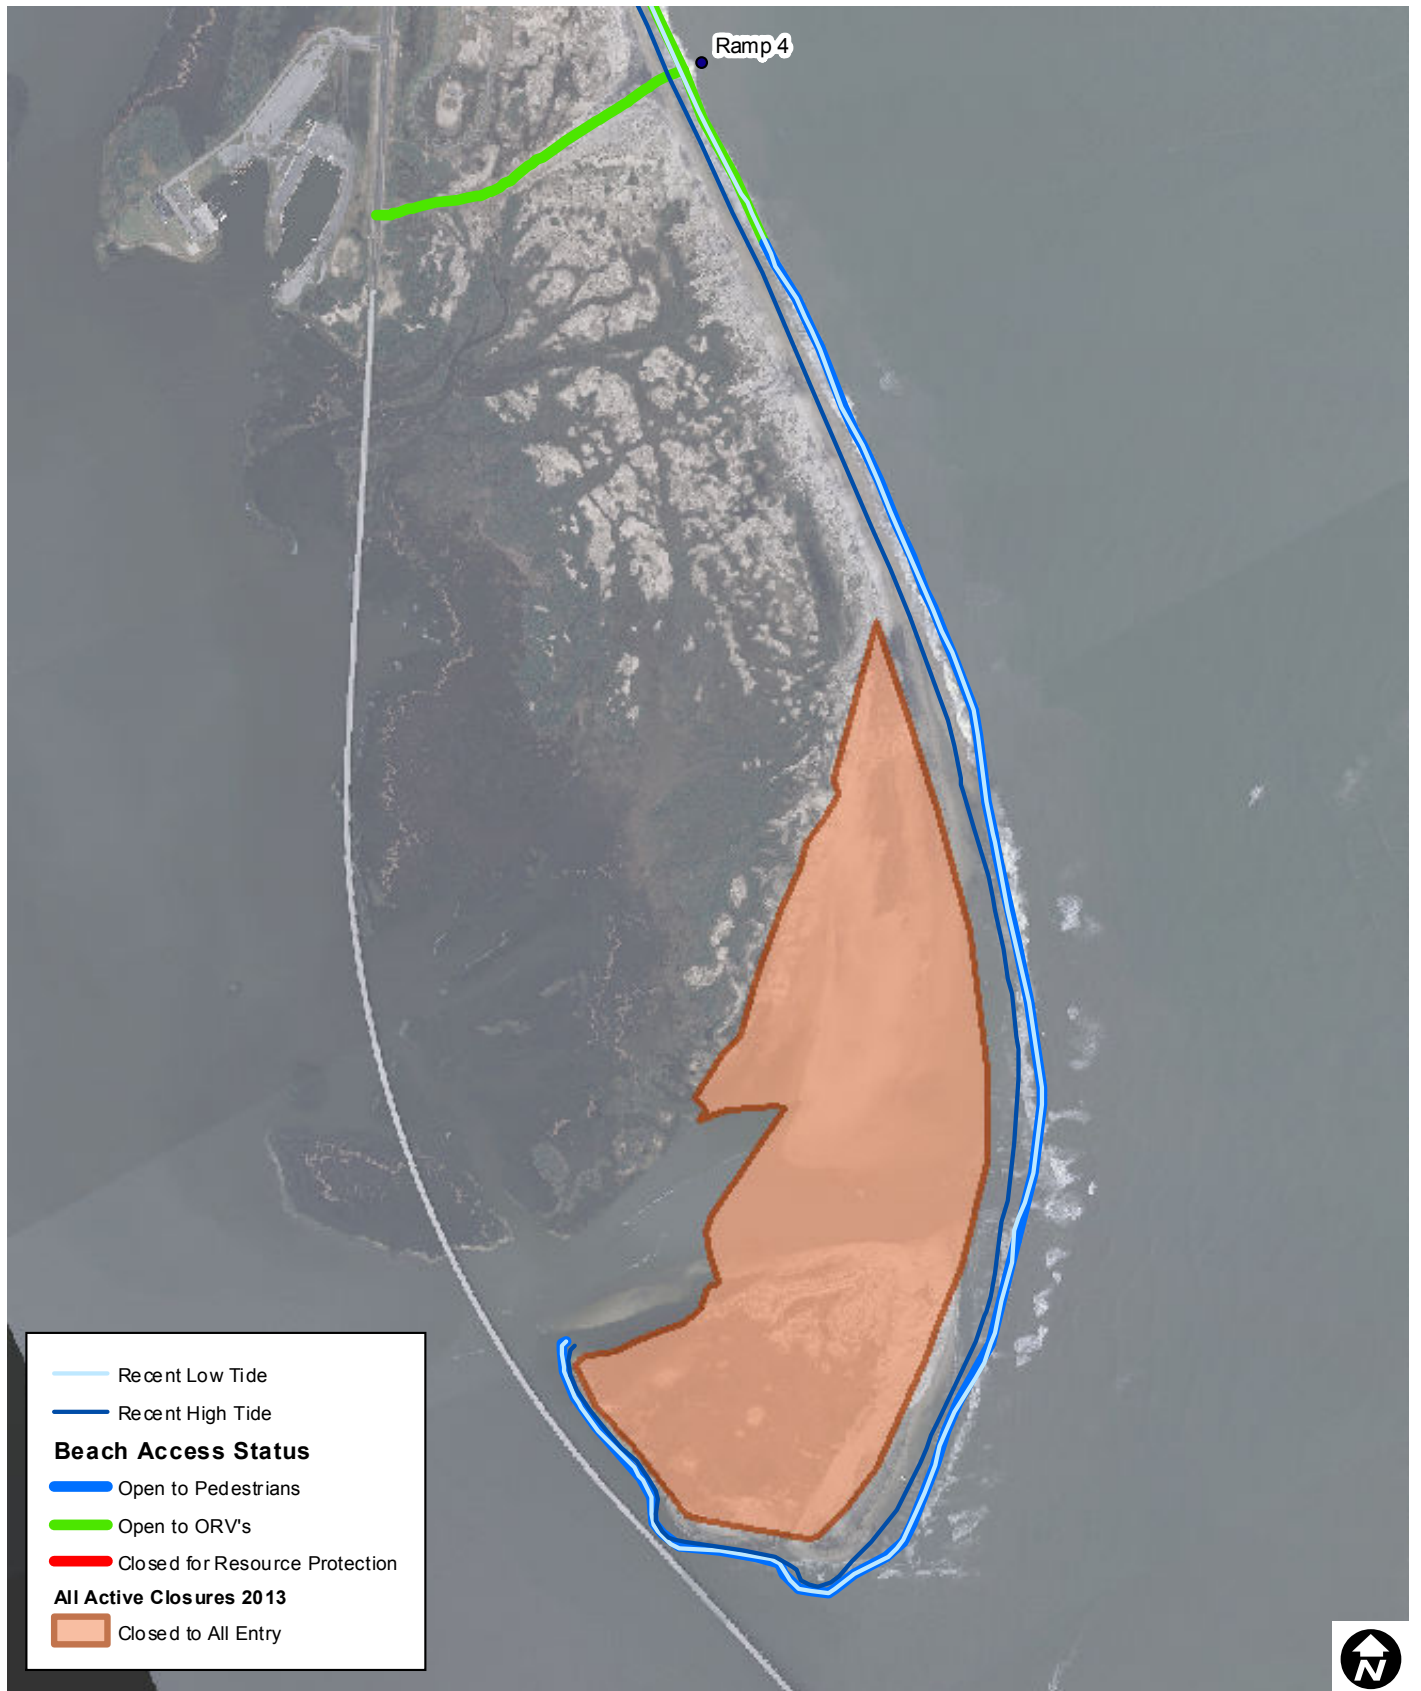 Ramp 4
Recent Low Tide
Recent High Tide
Beach Access Status
Open to Pedestrians
Open to ORV's
Closed for Resource Protection
All Active Closures 2013
Closed to All Entry
N